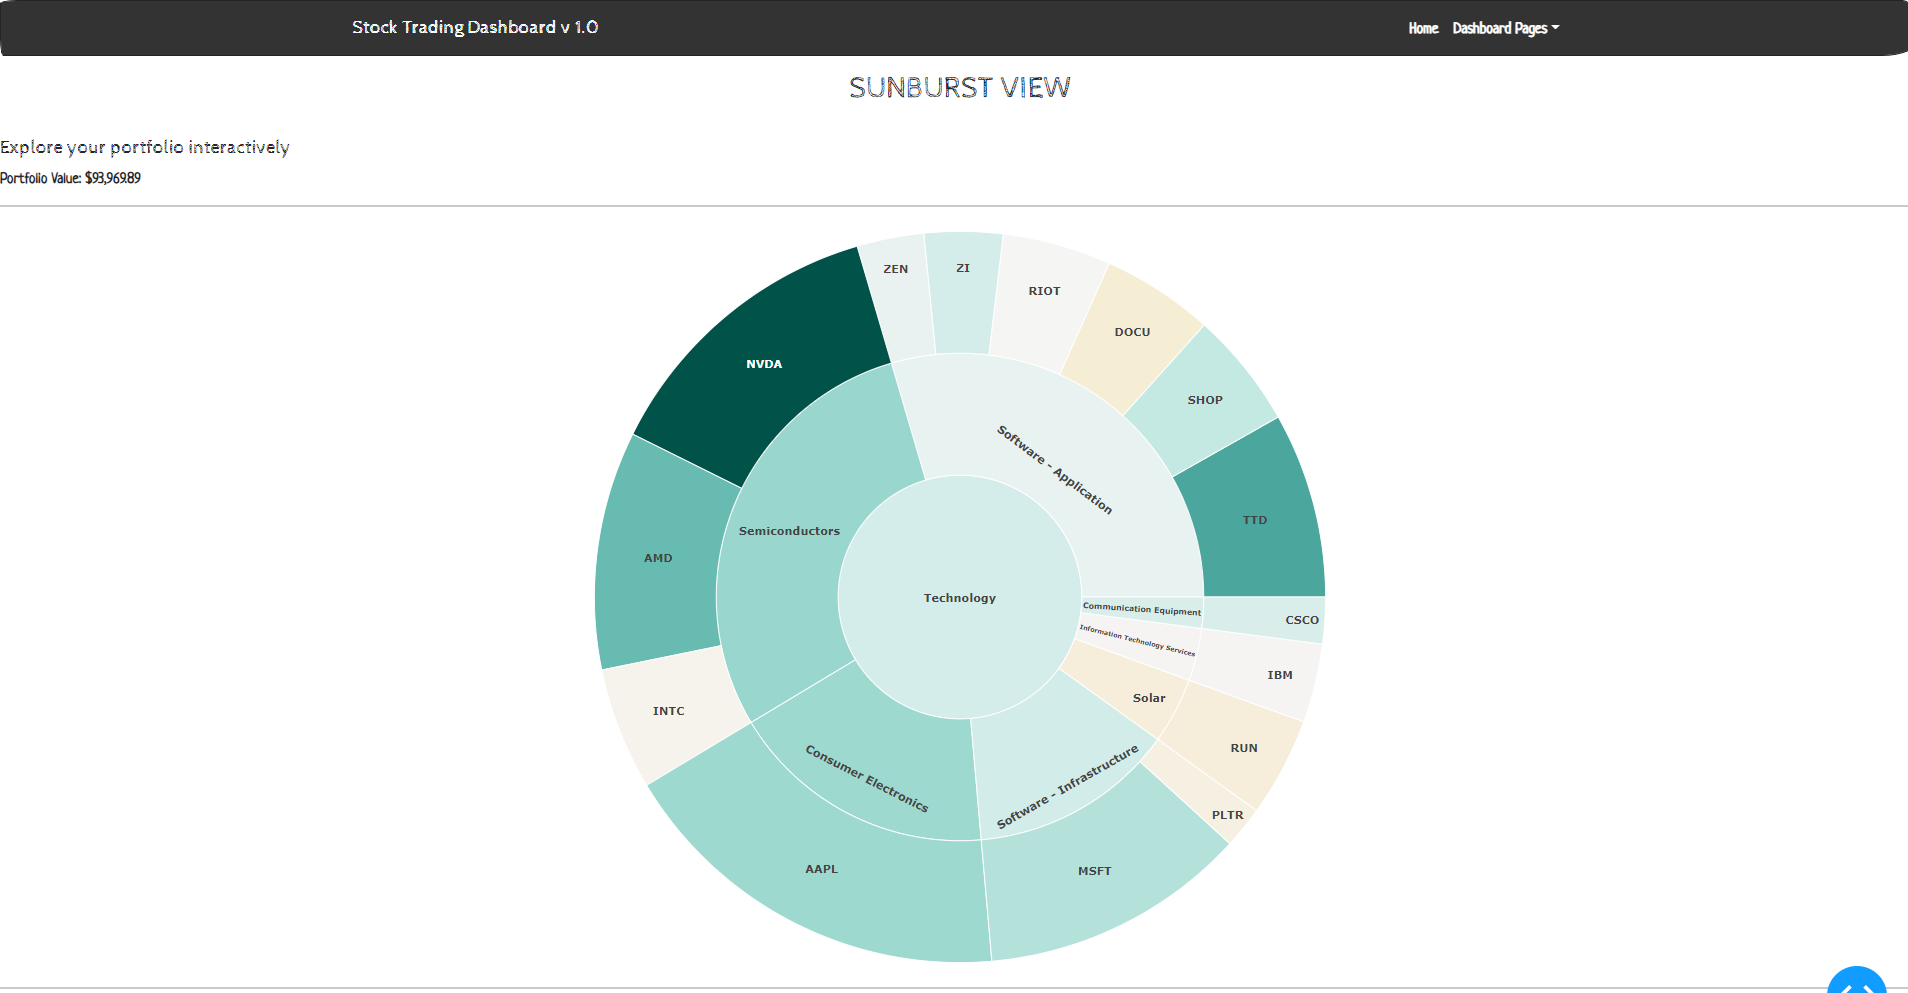 Stock Trading Dashboard v 1.0
Home Dashboard Pages
SUNBURST VIEW
Explore your portfolio interactively
Portfolio Value: $93,969.89
ZEN
ZI
RIOT
DOCU
SHOP
TTD
NVDA
AMD
INTC
AAPL
MSFT
PLTR
RUN
IBM
CSCO
Software - Application
Semiconductors
Technology
Communication Equipment
Information Technology Services
Solar
Software - Infrastructure
Consumer Electronics